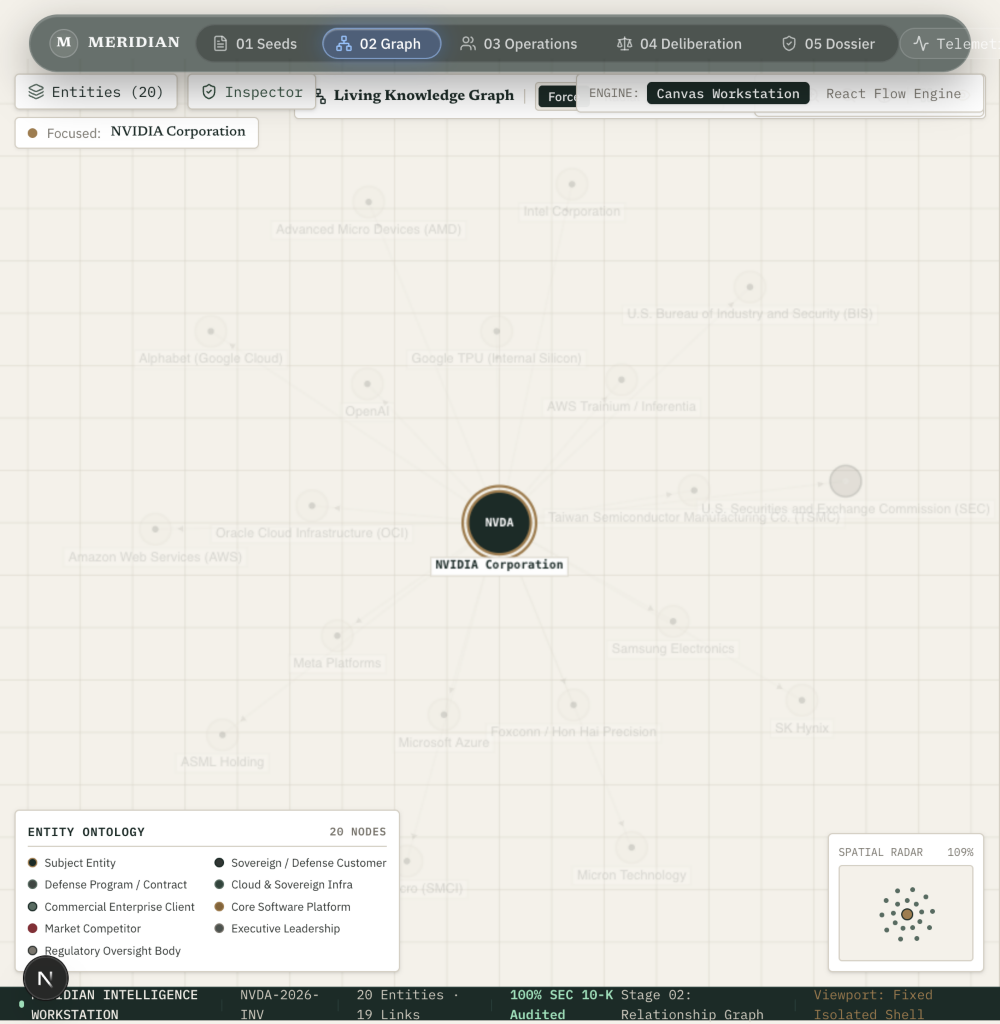 M MERIDIAN 01 Seeds 02 Graph 03 Operations 04 Deliberation 05 Dossier
Entities (20) Inspector Living Knowledge Graph ENGINE: Canvas Workstation React Flow Engine
Focused: NVIDIA Corporation
Intel Corporation
Advanced Micro Devices (AMD)
U.S. Bureau of Industry and Security (BIS)
Alphabet (Google Cloud)
Google TPU (Internal Silicon)
OpenAI
AWS Trainium / Inferentia
U.S. Securities and Exchange Commission (SEC)
Taiwan Semiconductor Manufacturing Co. (TSMC)
NVDA
Oracle Cloud Infrastructure (OCI)
Amazon Web Services (AWS)
NVIDIA Corporation
Samsung Electronics
Meta Platforms
SK Hynix
Foxconn / Hon Hai Precision
Microsoft Azure
ASML Holding
Micron Technology
(SMCI)
ENTITY ONTOLOGY 20 NODES
Subject Entity
Sovereign / Defense Customer
Defense Program / Contract
Cloud & Sovereign Infra
Commercial Enterprise Client
Core Software Platform
Market Competitor
Executive Leadership
Regulatory Oversight Body
SPATIAL RADAR 109%
N
INTELLIGENCE
WORKSTATION
NVDA-2026-
INV
20 Entities ·
19 Links
100% SEC 10-K
Audited
Stage 02:
Relationship Graph
Viewport: Fixed
Isolated Shell